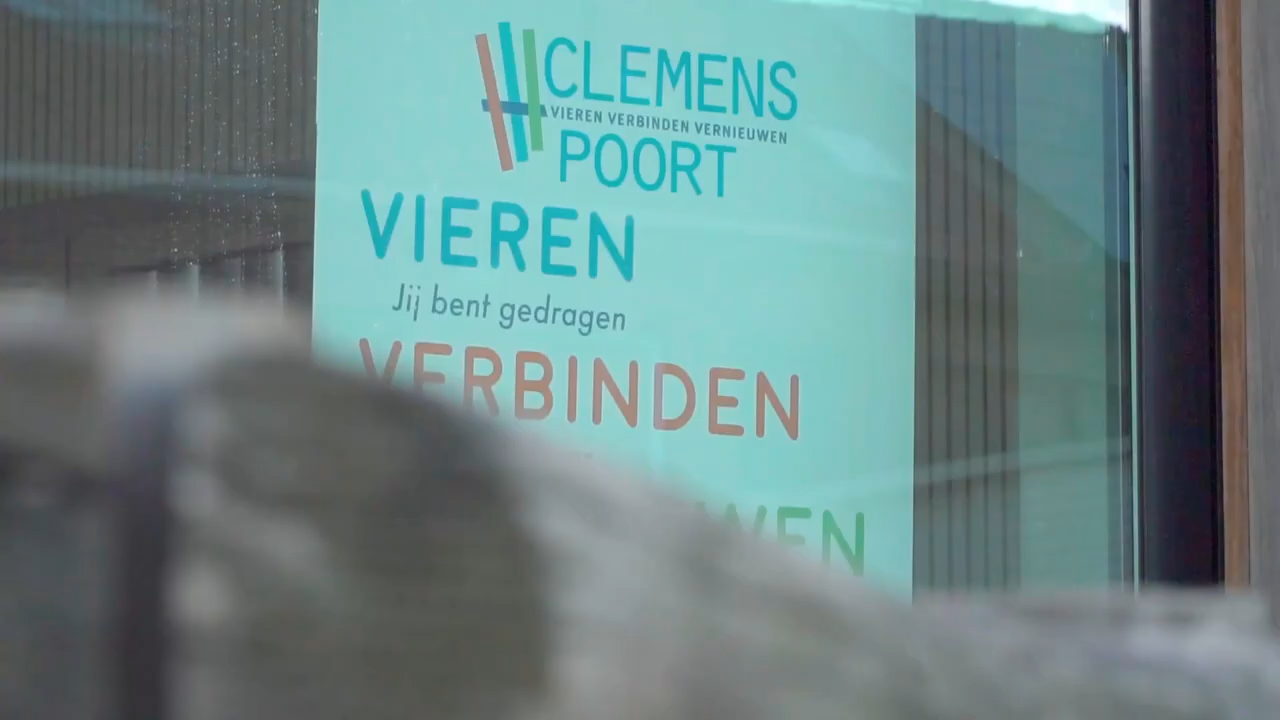 CLEMENS
VIEREN VERBINDEN VERNIEUWEN
POORT
VIEREN
Jij bent gedragen
VERBINDEN